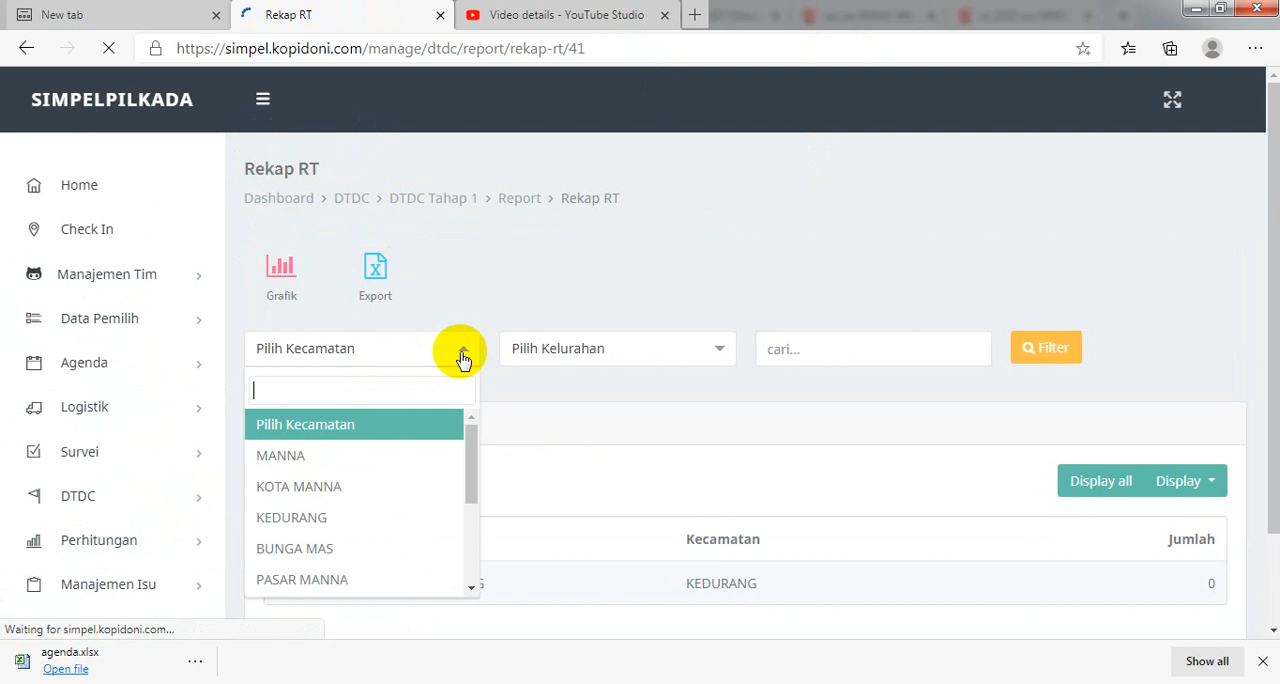 New tab
Rekap RT
Video details - YouTube Studio
https://simpel.kopidoni.com/manage/dtdc/report/rekap-rt/41
SIMPELPILKADA
Home
Check In
Manajemen Tim
Data Pemilih
Agenda
Logistik
Survei
DTDC
Perhitungan
Manajemen Isu
Rekap RT
Dashboard > DTDC > DTDC Tahap 1 > Report > Rekap RT
Grafik
Export
Pilih Kecamatan
Pilih Kelurahan
cari...
Filter
Pilih Kecamatan
MANNA
KOTA MANNA
KEDURANG
BUNGA MAS
PASAR MANNA
Display all
Display
Kecamatan
Jumlah
KEDURANG
0
Waiting for simpel.kopidoni.com...
agenda.xlsx
Open file
Show all